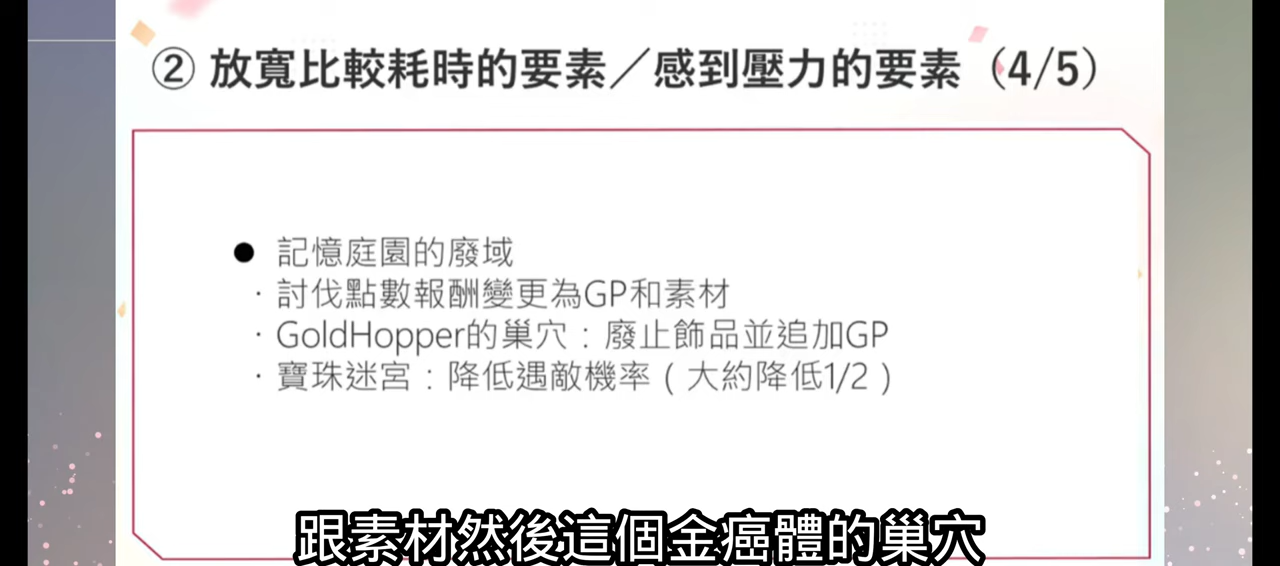 ② 放寬比較耗時的要素／感到壓力的要素（4/5）
● 記憶庭園的廢域
・討伐點數報酬變更為GP和素材
・GoldHopper的巢穴：廢止飾品並追加GP
・寶珠迷宮：降低遇敵機率（大約降低1/2）
跟素材然後這個金癌體的巢穴